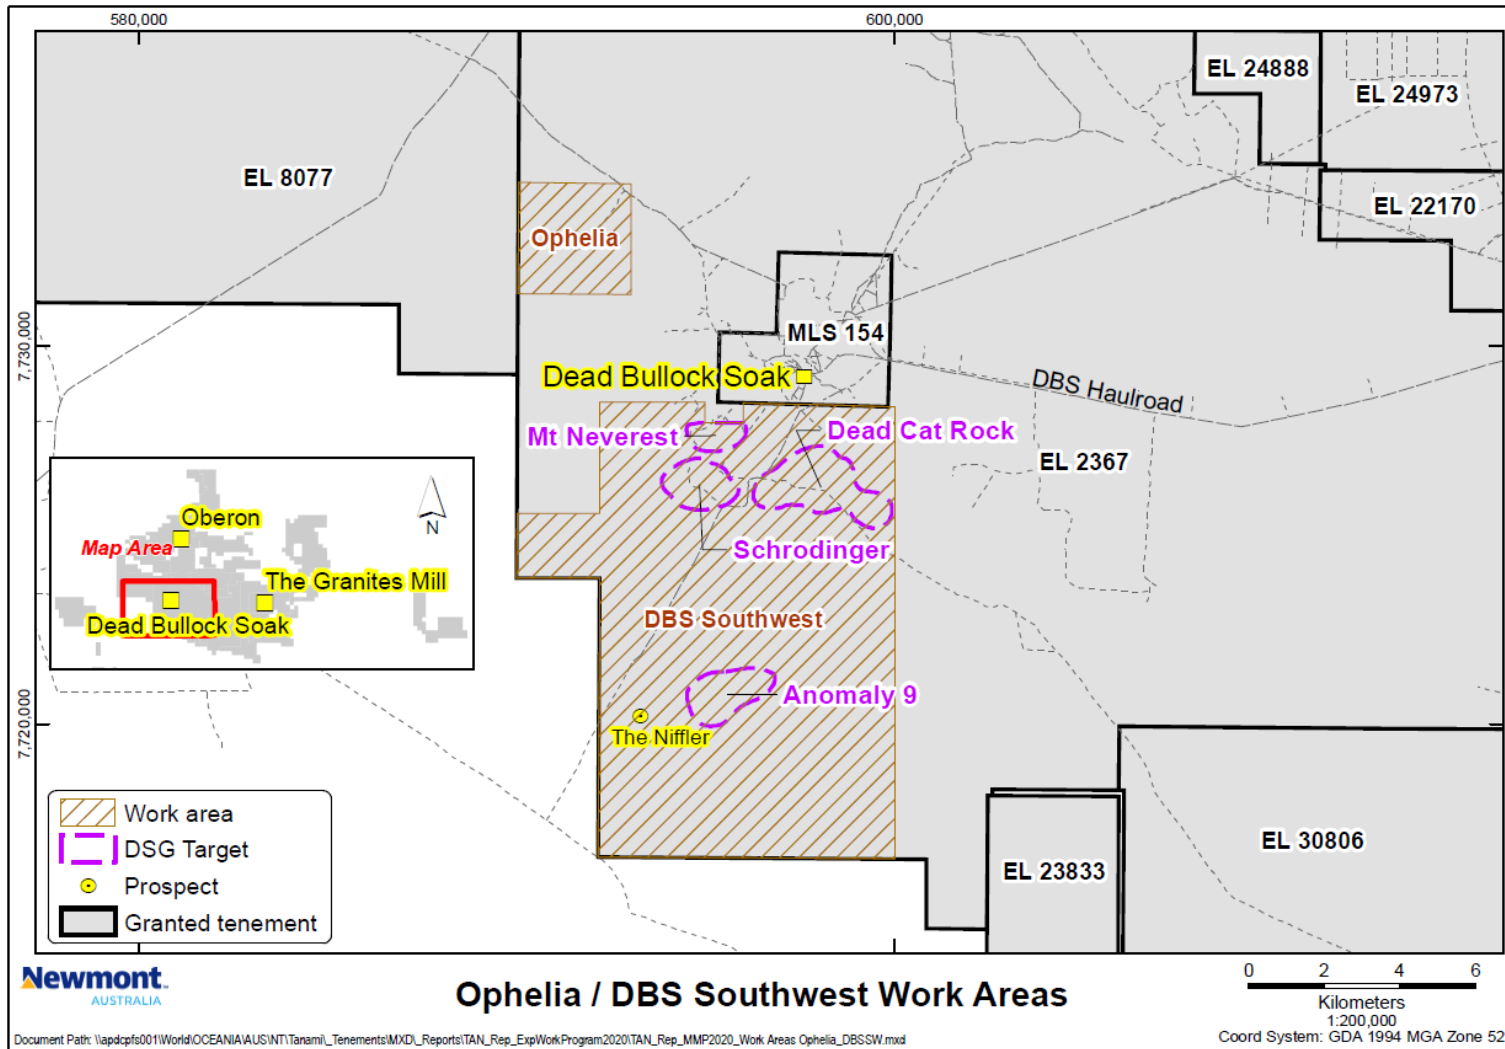 580,000
600,000
EL 24888
EL 24973
EL 8077
EL 22170
Ophelia
7,730,000
MLS 154
Dead Bullock Soak
DBS Haulroad
Mt Neverest
Dead Cat Rock
EL 2367
Schrodinger
N
Oberon
Map Area
The Granites Mill
Dead Bullock Soak
DBS Southwest
Anomaly 9
The Niffler
7,720,000
Work area
DSG Target
Prospect
Granted tenement
EL 23833
EL 30806
Newmont
AUSTRALIA
Ophelia / DBS Southwest Work Areas
0 2 4 6
Kilometers
1:200,000
Document Path: \\apdcpfs001\World\OCEANIA\AUS\NT\Tanami\_Tenements\MXD\_Reports\TAN_Rep_ExpWorkProgram2020\TAN_Rep_MMP2020_Work Areas Ophelia_DBSSW.mxd
Coord System: GDA 1994 MGA Zone 52